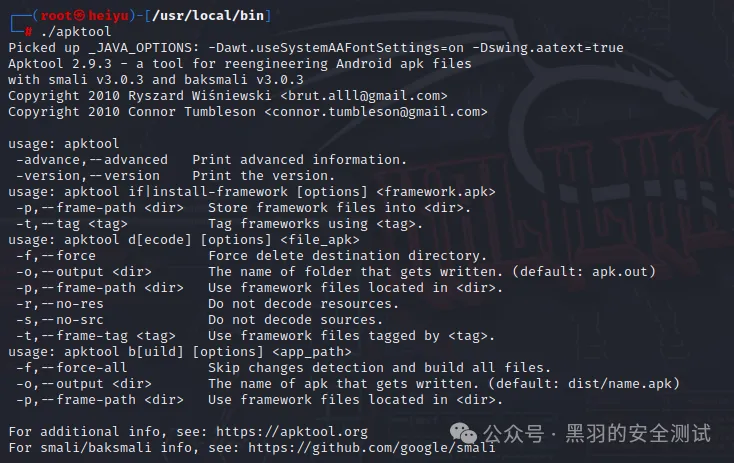 ┌──(root㉿heiyu)-[/usr/local/bin]
└─# ./apktool
Picked up _JAVA_OPTIONS: -Dawt.useSystemAAFontSettings=on -Dswing.aatext=true
Apktool 2.9.3 - a tool for reengineering Android apk files
with smali v3.0.3 and baksmali v3.0.3
Copyright 2010 Ryszard Wiśniewski <brut.alll@gmail.com>
Copyright 2010 Connor Tumbleson <connor.tumbleson@gmail.com>

usage: apktool
 -advance,--advanced   Print advanced information.
 -version,--version    Print the version.
usage: apktool if|install-framework [options] <framework.apk>
 -p,--frame-path <dir>   Store framework files into <dir>.
 -t,--tag <tag>          Tag frameworks using <tag>.
usage: apktool d[ecode] [options] <file_apk>
 -f,--force              Force delete destination directory.
 -o,--output <dir>       The name of folder that gets written. (default: apk.out)
 -p,--frame-path <dir>   Use framework files located in <dir>.
 -r,--no-res             Do not decode resources.
 -s,--no-src             Do not decode sources.
 -t,--frame-tag <tag>    Use framework files tagged by <tag>.
usage: apktool b[uild] [options] <app_path>
 -f,--force-all          Skip changes detection and build all files.
 -o,--output <dir>       The name of apk that gets written. (default: dist/name.apk)
 -p,--frame-path <dir>   Use framework files located in <dir>.

For additional info, see: https://apktool.org
For smali/baksmali info, see: https://github.com/google/smali
公众号 · 黑羽的安全测试